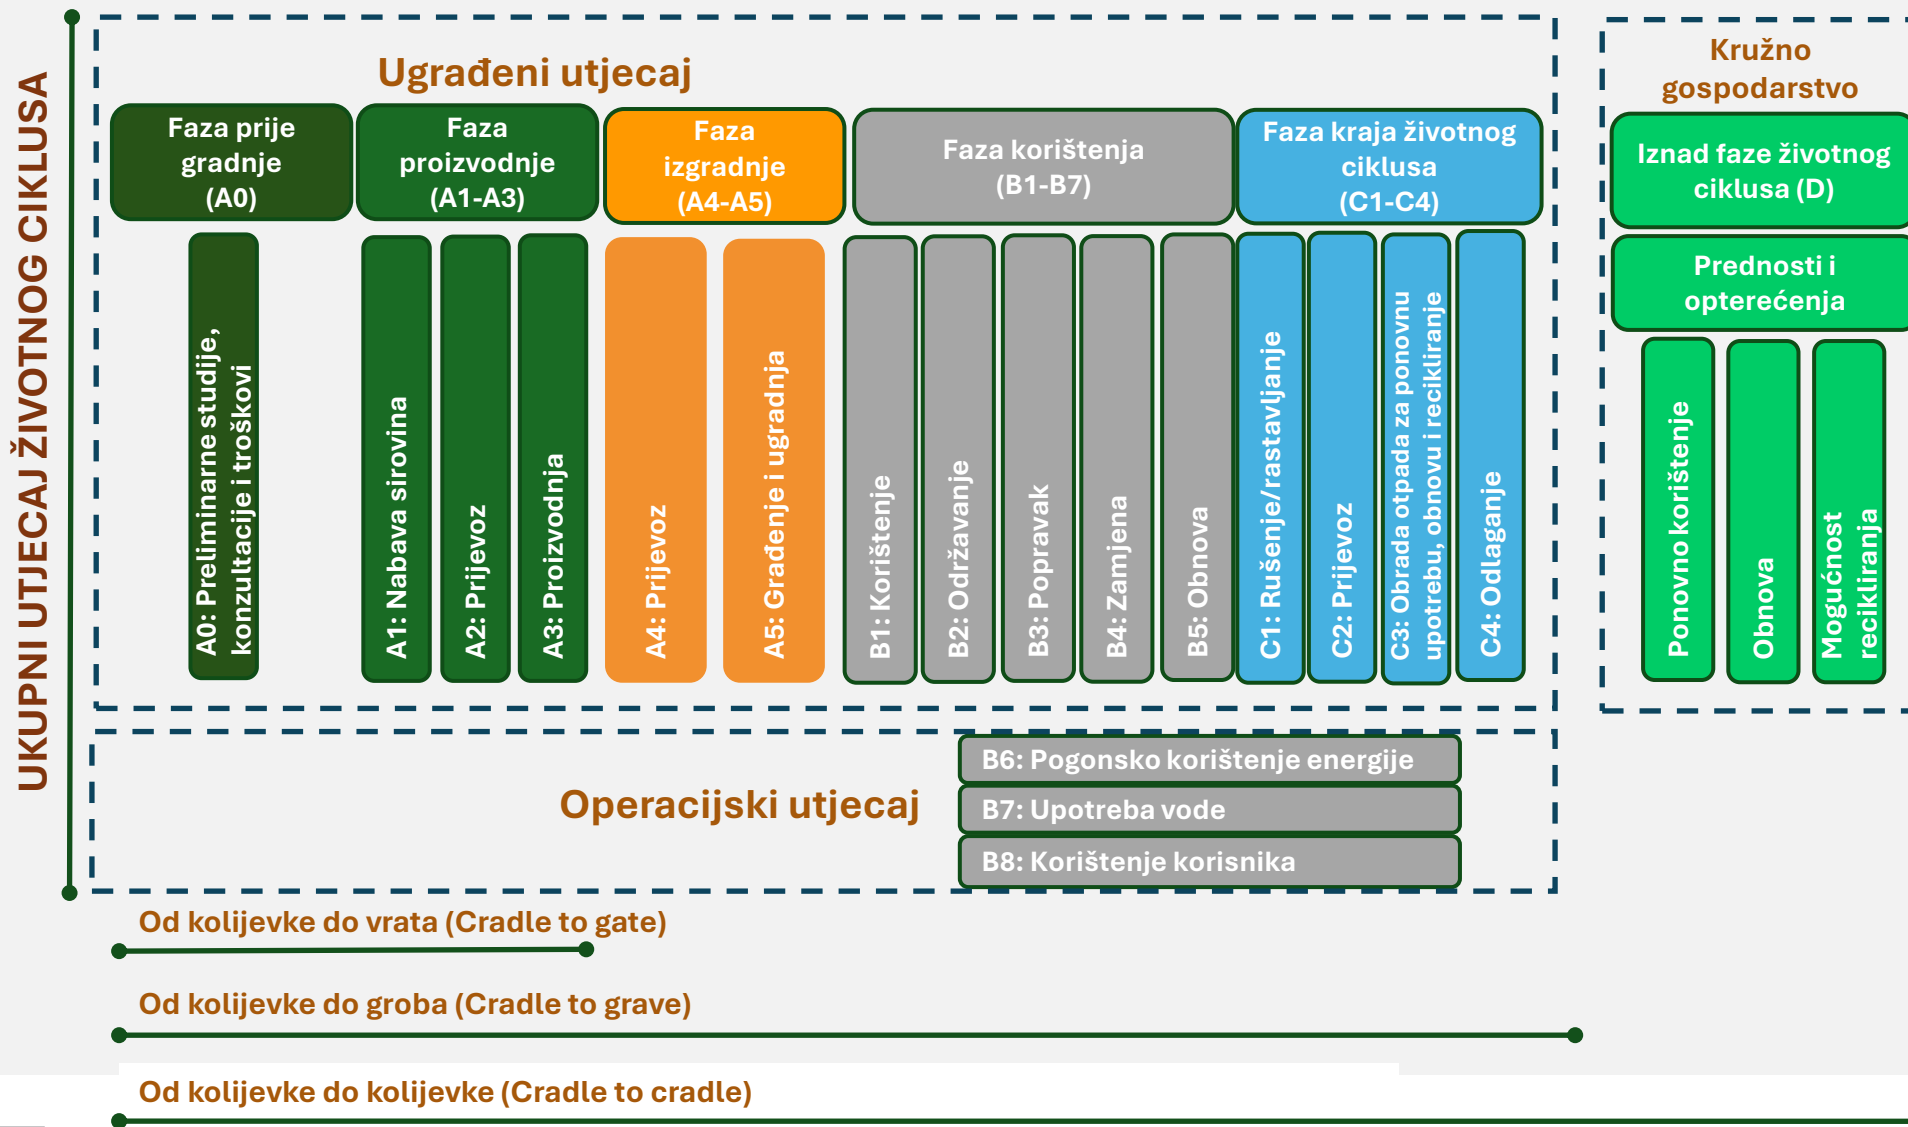 UKUPNI UTJECAJ ŽIVOTNOG CIKLUSA
Ugrađeni utjecaj
Faza prije
gradnje
(A0)
Faza
proizvodnje
(A1-A3)
Faza
izgradnje
(A4-A5)
Faza korištenja
(B1-B7)
Faza kraja životnog
ciklusa
(C1-C4)
A0: Preliminarne studije,
konzultacije i troškovi
A1: Nabava sirovina
A2: Prijevoz
A3: Proizvodnja
A4: Prijevoz
A5: Građenje i ugradnja
B1: Korištenje
B2: Održavanje
B3: Popravak
B4: Zamjena
B5: Obnova
C1: Rušenje/rastavljanje
C2: Prijevoz
C3: Obrada otpada za ponovnu
upotrebu, obnovu i recikliranje
C4: Odlaganje
Kružno
gospodarstvo
Iznad faze životnog
ciklusa (D)
Prednosti i
opterećenja
Ponovno korištenje
Obnova
Mogućnost
recikliranja
Operacijski utjecaj
B6: Pogonsko korištenje energije
B7: Upotreba vode
B8: Korištenje korisnika
Od kolijevke do vrata (Cradle to gate)
Od kolijevke do groba (Cradle to grave)
Od kolijevke do kolijevke (Cradle to cradle)